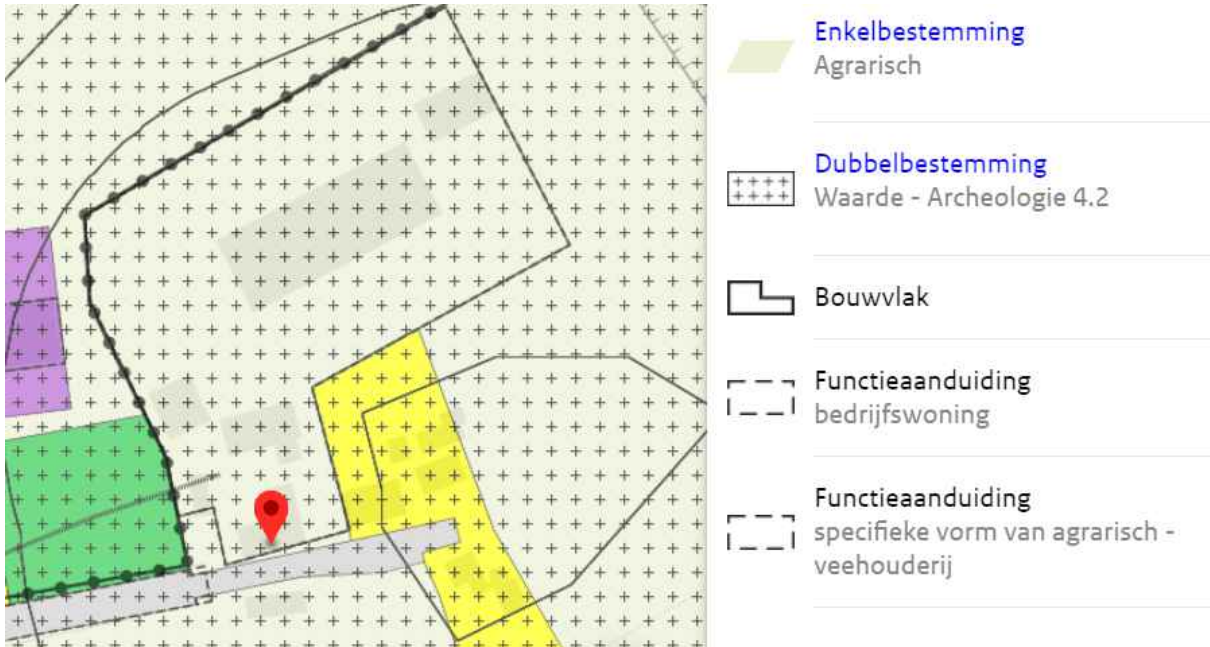 Enkelbestemming
Agrarisch
Dubbelbestemming
Waarde - Archeologie 4.2
Bouwvlak
Functieaanduiding
bedrijfswoning
Functieaanduiding
specifieke vorm van agrarisch -
veehouderij